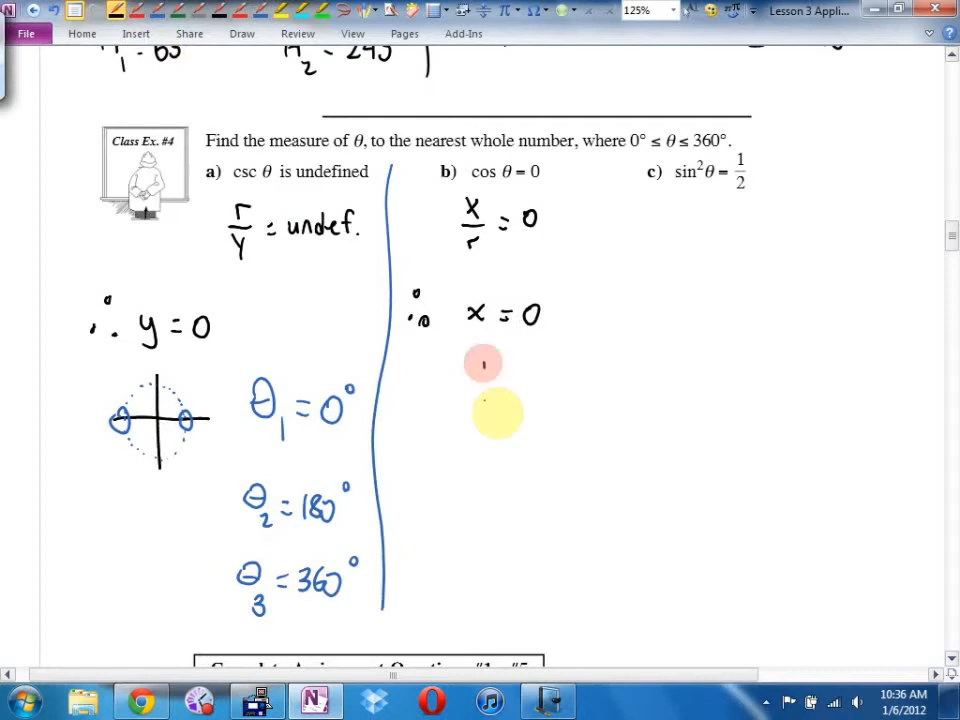 125%
Lesson 3 Appli...
File Home Insert Share Draw Review View Pages Add-Ins
1
2
Class Ex. #4
Find the measure of θ, to the nearest whole number, where 0° ≤ θ ≤ 360°.
a) csc θ is undefined b) cos θ = 0 c) sin²θ = 1/2
r/y = undef. x/r = 0
∴ y = 0 ∴ x = 0
θ₁ = 0°
θ₂ = 180°
θ₃ = 360°
10:36 AM
1/6/2012